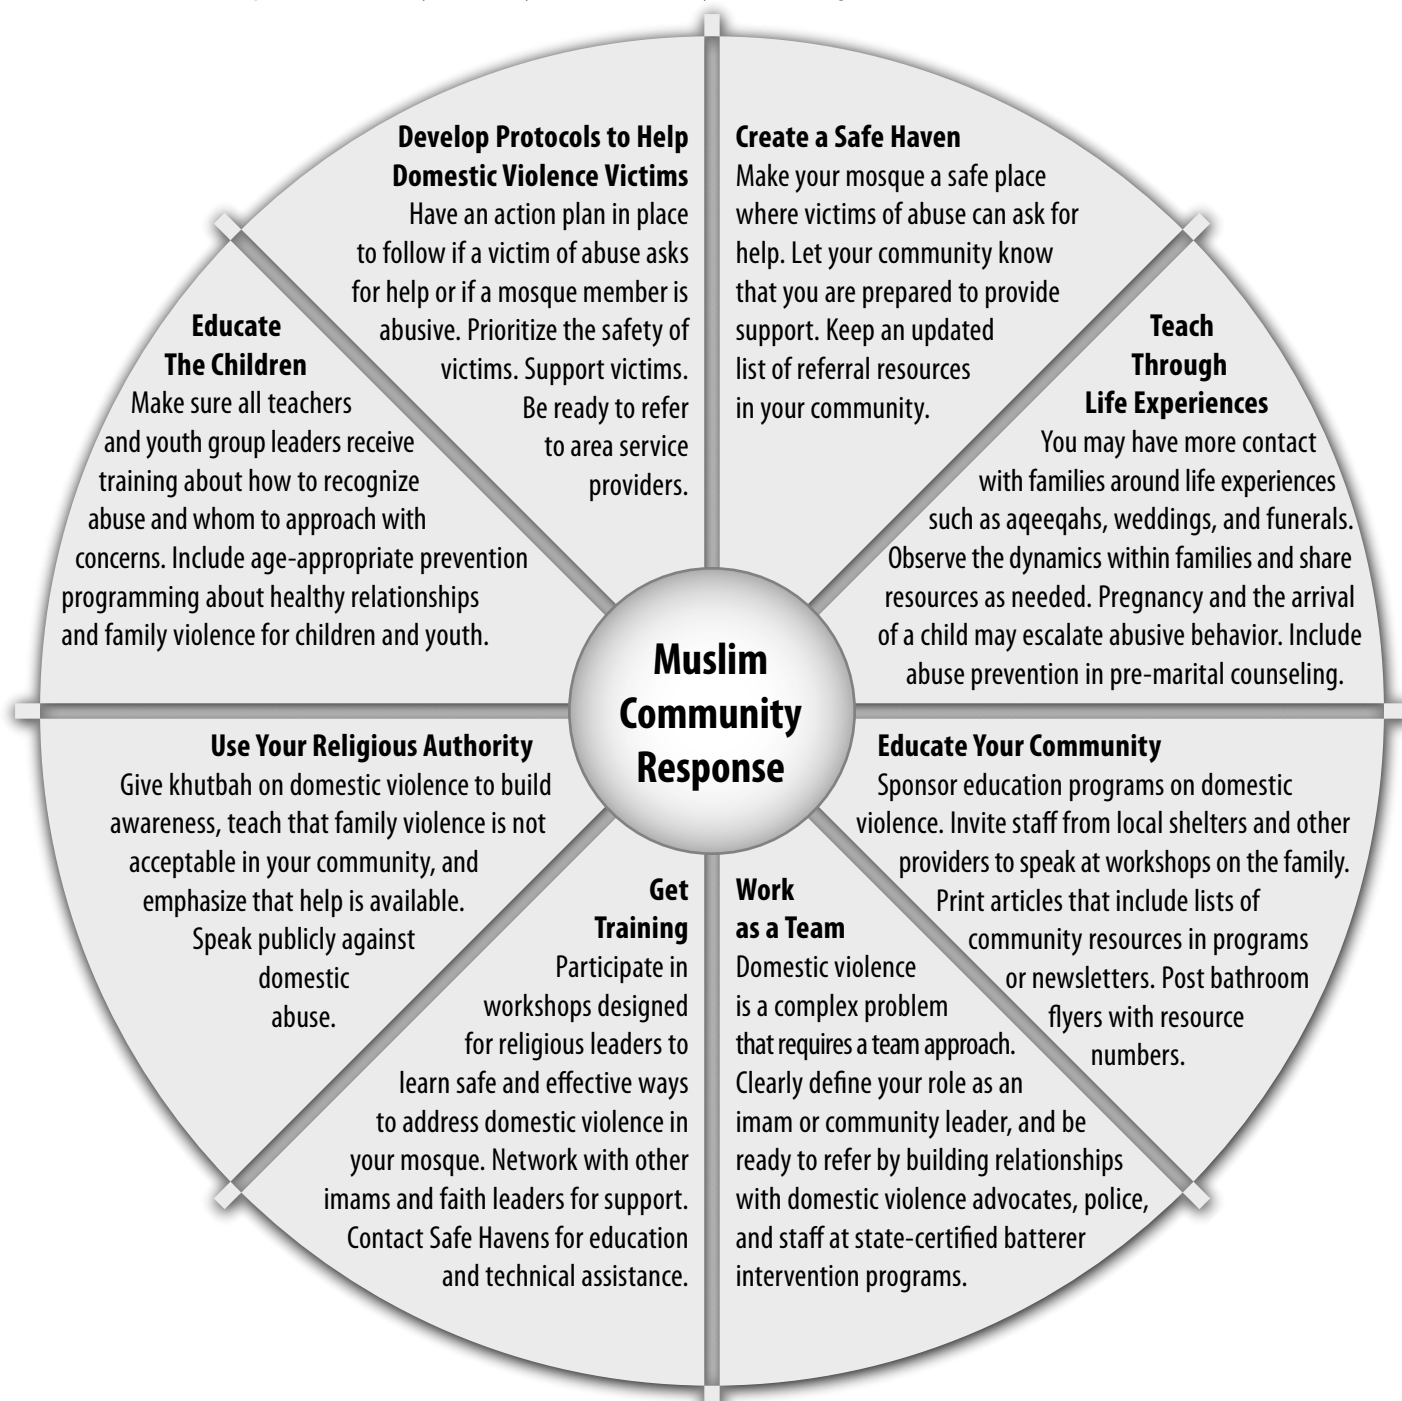 Develop Protocols to Help
Domestic Violence Victims
Have an action plan in place
to follow if a victim of abuse asks
for help or if a mosque member is
abusive. Prioritize the safety of
victims. Support victims.
Be ready to refer
to area service
providers.
Create a Safe Haven
Make your mosque a safe place
where victims of abuse can ask for
help. Let your community know
that you are prepared to provide
support. Keep an updated
list of referral resources
in your community.
Teach
Through
Life Experiences
You may have more contact
with families around life experiences
such as aqeeqahs, weddings, and funerals.
Observe the dynamics within families and share
resources as needed. Pregnancy and the arrival
of a child may escalate abusive behavior. Include
abuse prevention in pre-marital counseling.
Educate Your Community
Sponsor education programs on domestic
violence. Invite staff from local shelters and other
providers to speak at workshops on the family.
Print articles that include lists of
community resources in programs
or newsletters. Post bathroom
flyers with resource
numbers.
Work
as a Team
Domestic violence
is a complex problem
that requires a team approach.
Clearly define your role as an
imam or community leader, and be
ready to refer by building relationships
with domestic violence advocates, police,
and staff at state-certified batterer
intervention programs.
Get
Training
Participate in
workshops designed
for religious leaders to
learn safe and effective ways
to address domestic violence in
your mosque. Network with other
imams and faith leaders for support.
Contact Safe Havens for education
and technical assistance.
Use Your Religious Authority
Give khutbah on domestic violence to build
awareness, teach that family violence is not
acceptable in your community, and
emphasize that help is available.
Speak publicly against
domestic
abuse.
Educate
The Children
Make sure all teachers
and youth group leaders receive
training about how to recognize
abuse and whom to approach with
concerns. Include age-appropriate prevention
programming about healthy relationships
and family violence for children and youth.
Muslim
Community
Response